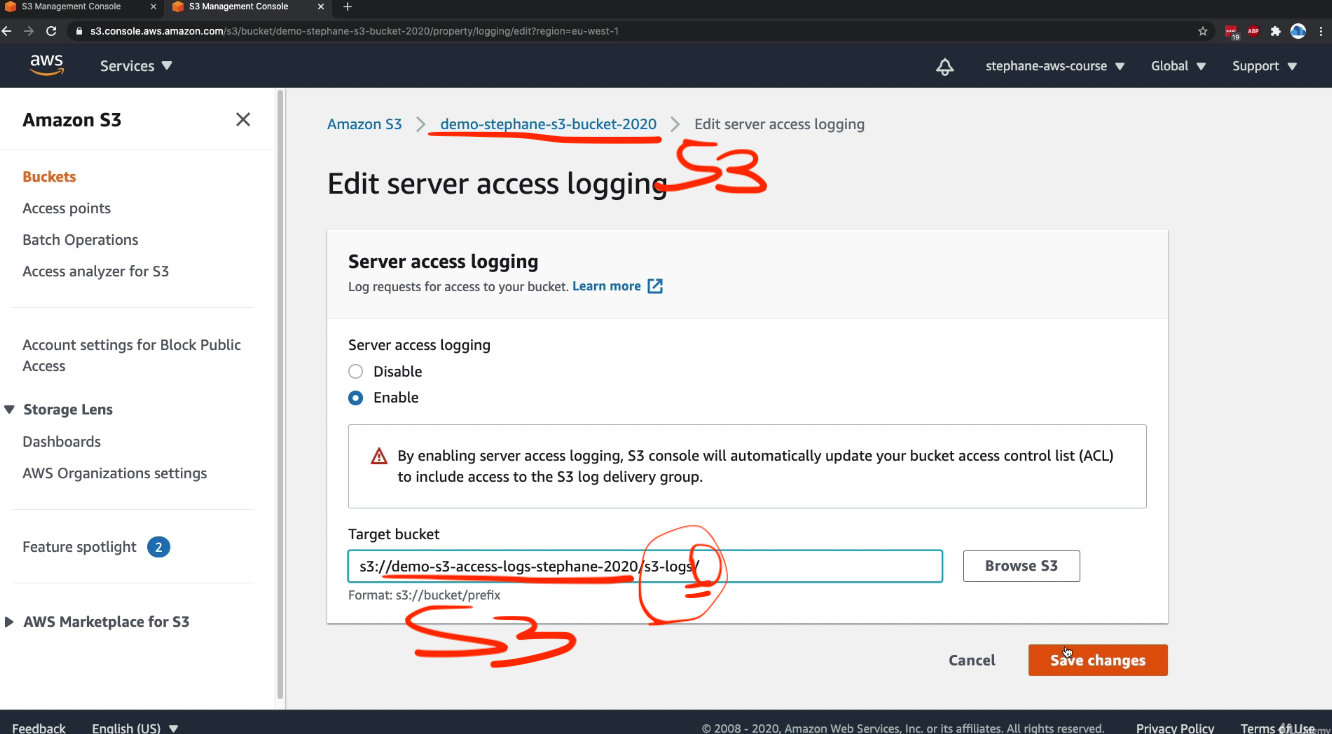 S3 Management Console
S3 Management Console
s3.console.aws.amazon.com/s3/bucket/demo-stephane-s3-bucket-2020/property/logging/edit?region=eu-west-1
19
ABP
aws
Services
stephane-aws-course
Global
Support
Amazon S3
Buckets
Access points
Batch Operations
Access analyzer for S3
Account settings for Block Public
Access
Storage Lens
Dashboards
AWS Organizations settings
Feature spotlight 2
AWS Marketplace for S3
Amazon S3 > demo-stephane-s3-bucket-2020 > Edit server access logging
S3
Edit server access logging
Server access logging
Log requests for access to your bucket. Learn more
Server access logging
Disable
Enable
By enabling server access logging, S3 console will automatically update your bucket access control list (ACL)
to include access to the S3 log delivery group.
Target bucket
s3://demo-s3-access-logs-stephane-2020/s3-logs/
Browse S3
Format: s3://bucket/prefix
S3
Cancel
Save changes
Feedback
English (US)
© 2008 - 2020, Amazon Web Services, Inc. or its affiliates. All rights reserved.
Privacy Policy
Terms of Use